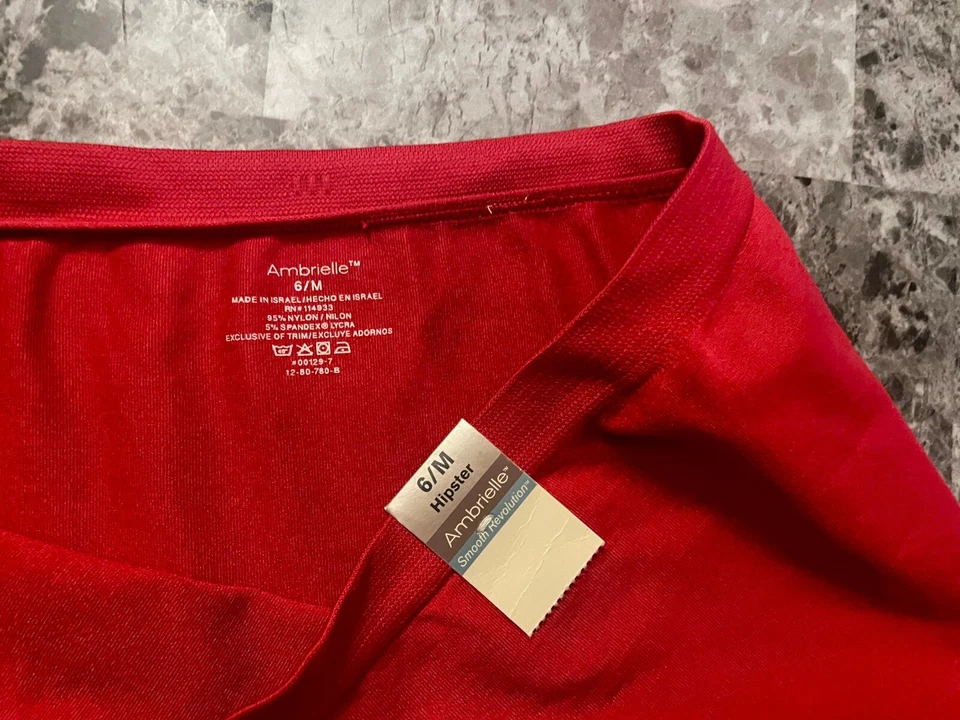 Ambrielle™
6/M
MADE IN ISRAEL/HECHO EN ISRAEL
RN#114933
95% NYLON / NILON
5% SPANDEX® LYCRA
EXCLUSIVE OF TRIM/EXCLUYE ADORNOS
#00129-7
12-80-780-B
6/M
Hipster
Ambrielle™
Smooth Revolution™